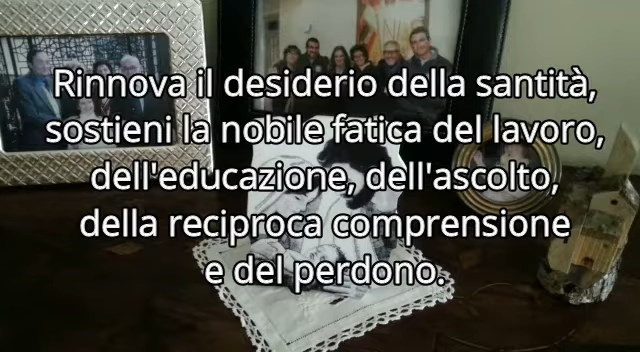 Rinnova il desiderio della santità,
sostieni la nobile fatica del lavoro,
dell'educazione, dell'ascolto,
della reciproca comprensione
e del perdono.